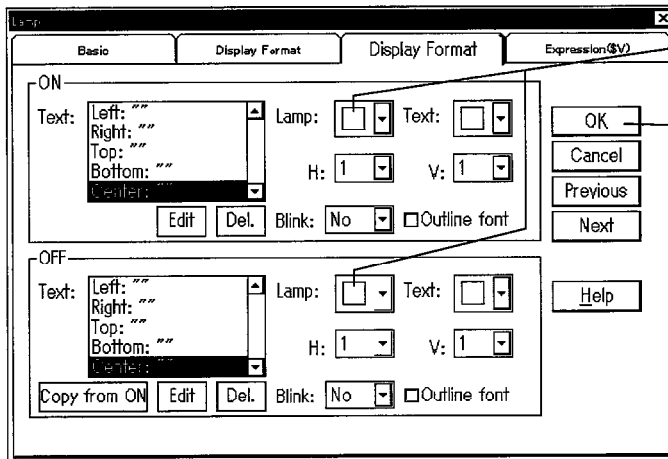 Lamp
Basic Display Format Display Format Expression($V)
ON
Text: Left: ""
Right: ""
Top: ""
Bottom: ""
Center: ""
Lamp: Text:
H: 1 V: 1
Edit Del. Blink: No Outline font
OFF
Text: Left: ""
Right: ""
Top: ""
Bottom: ""
Center: ""
Lamp: Text:
H: 1 V: 1
Copy from ON Edit Del. Blink: No Outline font
OK
Cancel
Previous
Next
Help